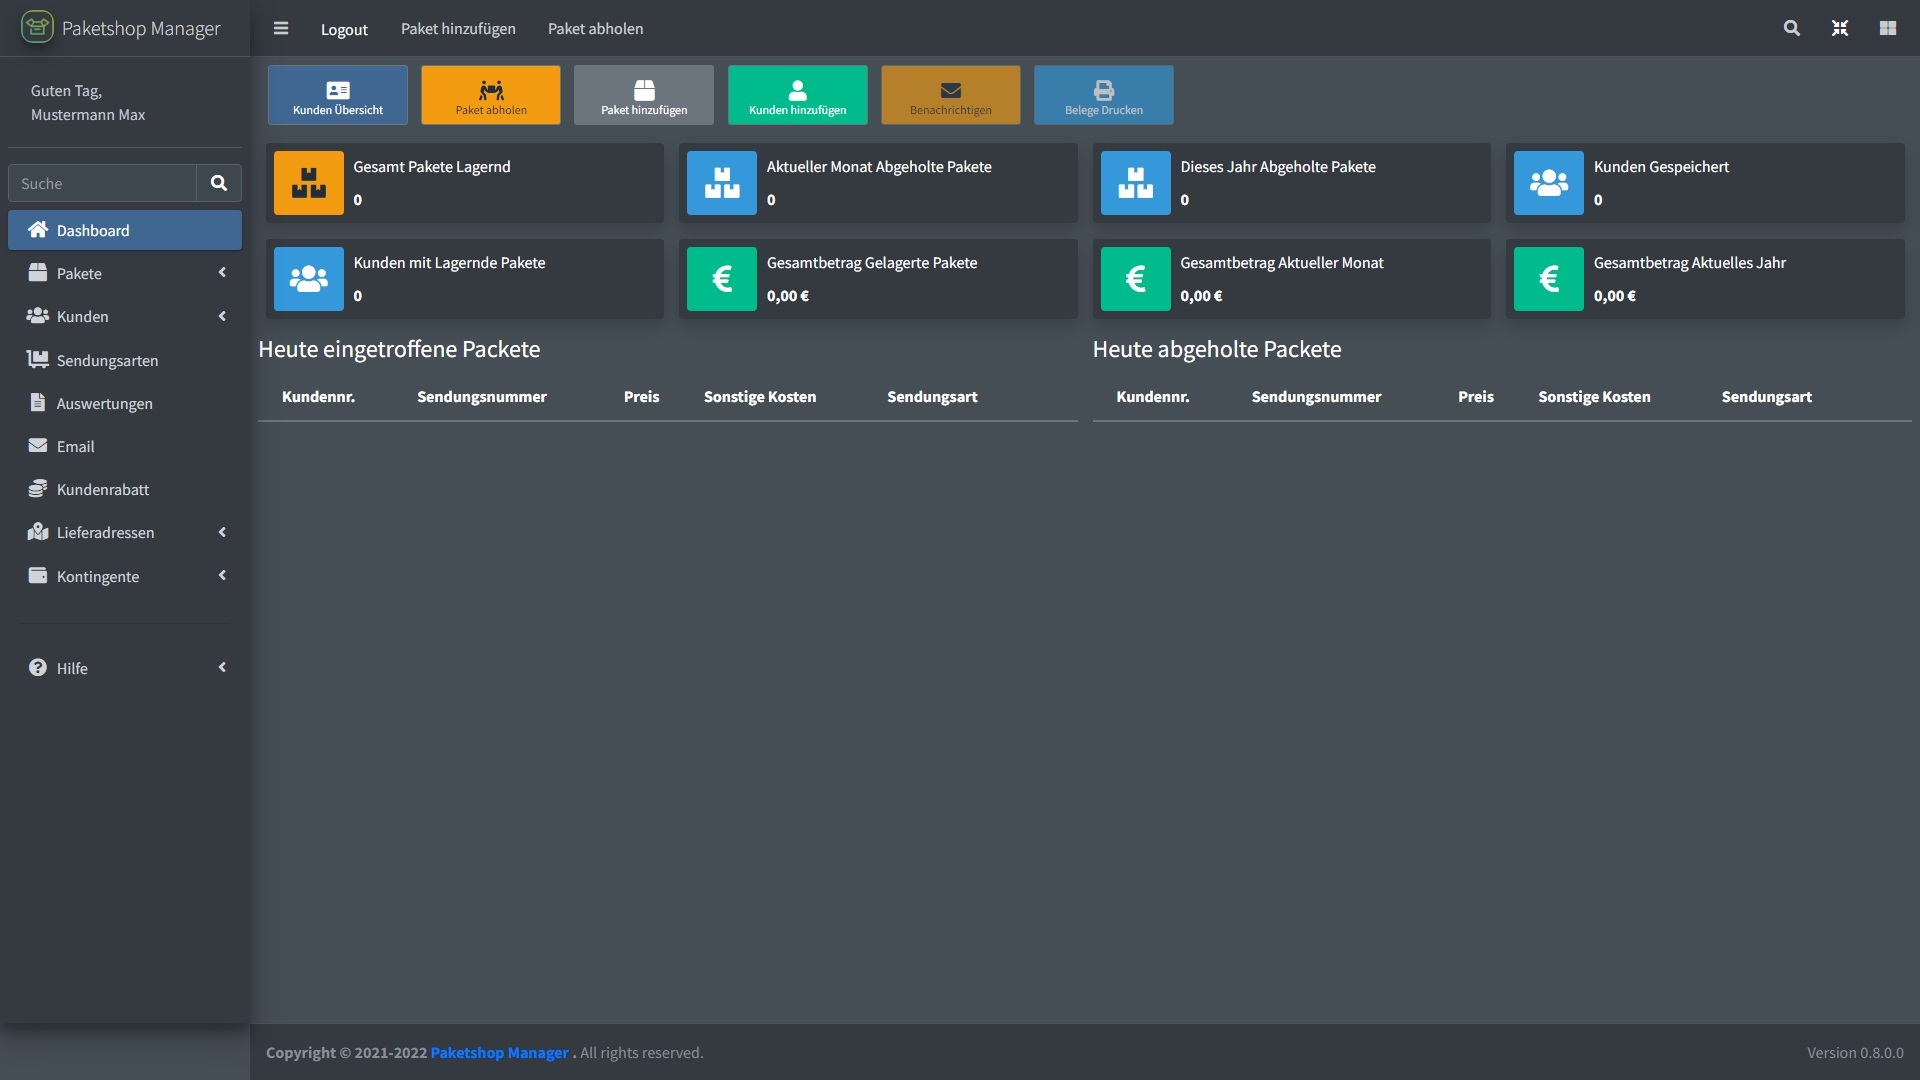 Paketshop Manager
Logout
Paket hinzufügen
Paket abholen
Guten Tag,
Mustermann Max
Suche
Dashboard
Pakete
Kunden
Sendungsarten
Auswertungen
Email
Kundenrabatt
Lieferadressen
Kontingente
Hilfe
Kunden Übersicht
Paket abholen
Paket hinzufügen
Kunden hinzufügen
Benachrichtigen
Belege Drucken
Gesamt Pakete Lagernd
0
Aktueller Monat Abgeholte Pakete
0
Dieses Jahr Abgeholte Pakete
0
Kunden Gespeichert
0
Kunden mit Lagernde Pakete
0
Gesamtbetrag Gelagerte Pakete
0,00 €
Gesamtbetrag Aktueller Monat
0,00 €
Gesamtbetrag Aktuelles Jahr
0,00 €
Heute eingetroffene Packete
Kundennr. Sendungsnummer Preis Sonstige Kosten Sendungsart
Heute abgeholte Packete
Kundennr. Sendungsnummer Preis Sonstige Kosten Sendungsart
Copyright © 2021-2022 Paketshop Manager . All rights reserved.
Version 0.8.0.0